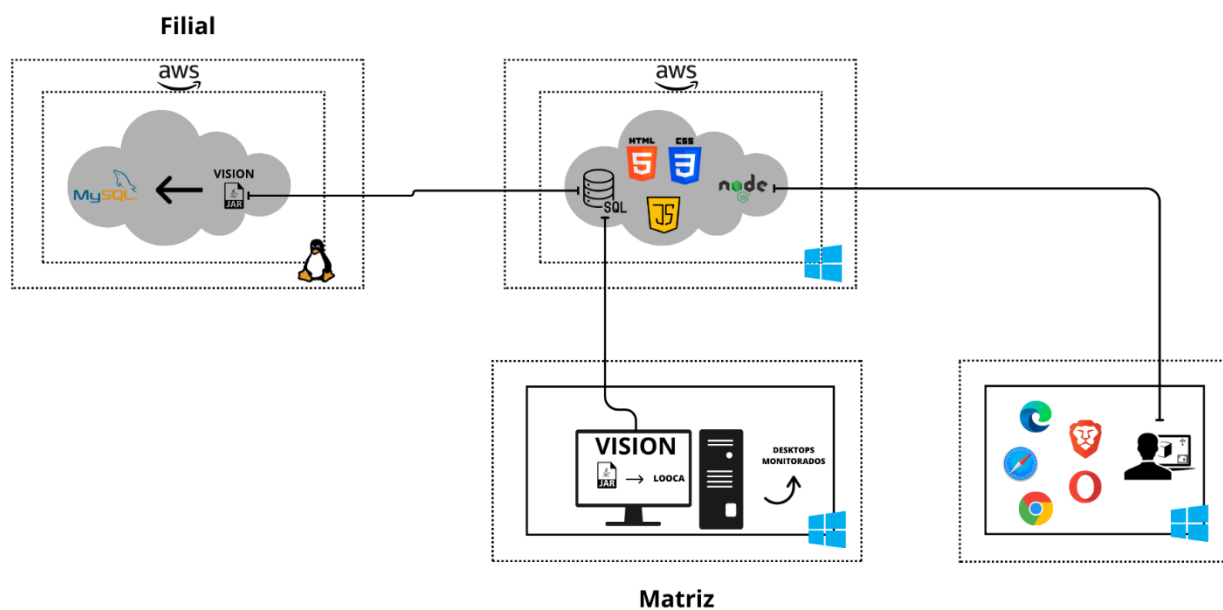 Filial
aws
VISION
MySQL
JAR
aws
HTML
5
CSS
3
SQL
JS
node
JS
VISION
JAR
LOOCA
DESKTOPS
MONITORADOS
Matriz